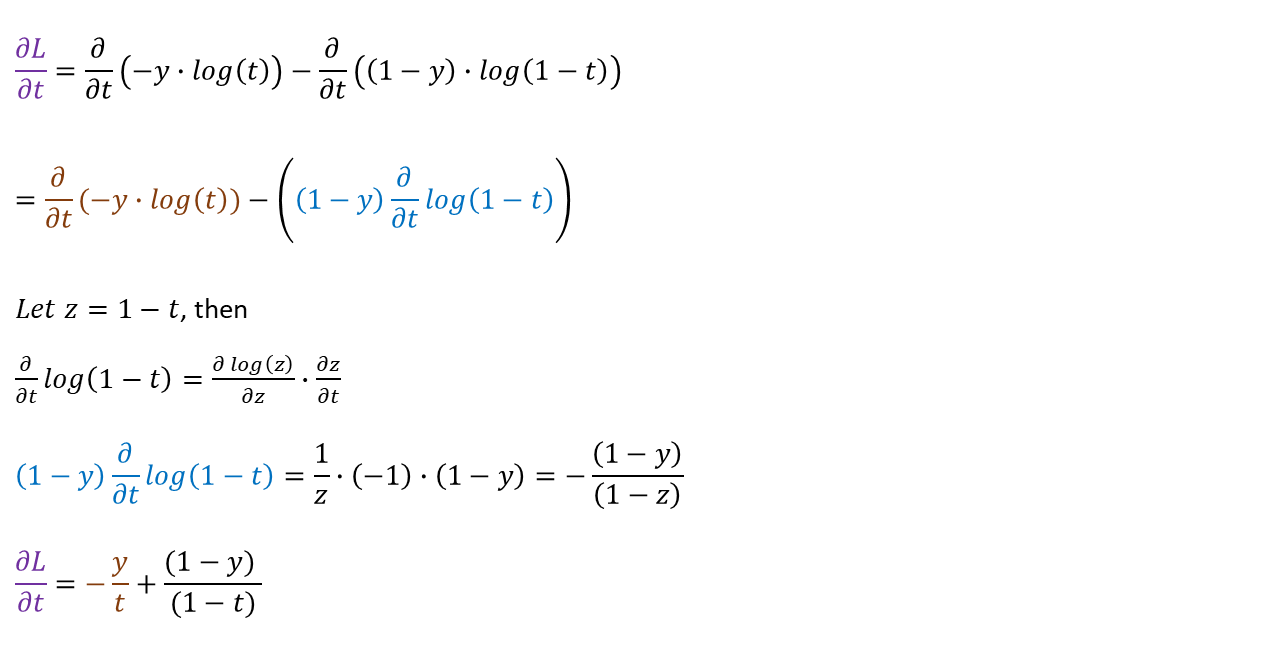 ∂L/∂t = ∂/∂t (−y · log(t)) − ∂/∂t ((1 − y) · log(1 − t))
= ∂/∂t (−y · log(t)) − ((1 − y) ∂/∂t log(1 − t))
Let z = 1 − t, then
∂/∂t log(1 − t) = ∂ log(z)/∂z · ∂z/∂t
(1 − y) ∂/∂t log(1 − t) = 1/z · (−1) · (1 − y) = − (1 − y)/(1 − z)
∂L/∂t = − y/t + (1 − y)/(1 − t)